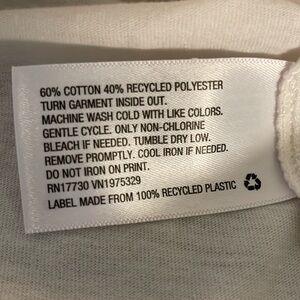 60% COTTON 40% RECYCLED POLYESTER
TURN GARMENT INSIDE OUT.
MACHINE WASH COLD WITH LIKE COLORS.
GENTLE CYCLE. ONLY NON-CHLORINE
BLEACH IF NEEDED. TUMBLE DRY LOW.
REMOVE PROMPTLY. COOL IRON IF NEEDED.
DO NOT IRON ON PRINT.
RN17730 VN1975329
LABEL MADE FROM 100% RECYCLED PLASTIC